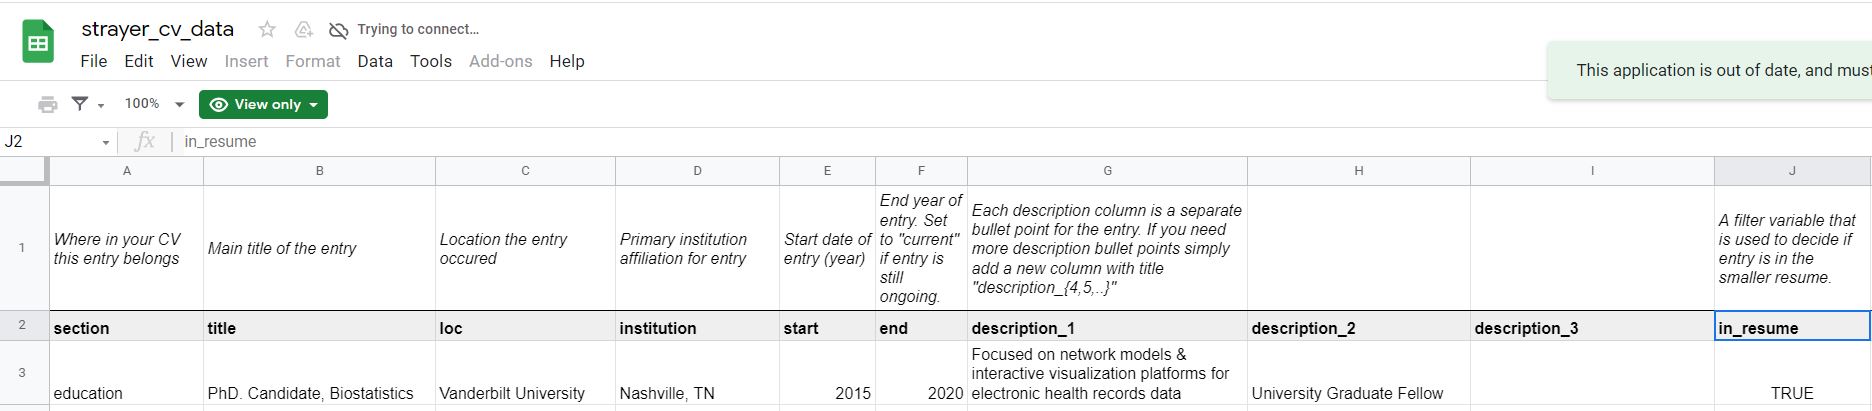 strayer_cv_data Trying to connect...
This application is out of date, and must
File Edit View Insert Format Data Tools Add-ons Help
100% View only
J2 fx in_resume
A B C D E F G H I J
1
Where in your CV
this entry belongs
Main title of the entry
Location the entry
occured
Primary institution
affiliation for entry
Start date of
entry (year)
End year of
entry. Set
to "current"
if entry is
still
ongoing.
Each description column is a separate
bullet point for the entry. If you need
more description bullet points simply
add a new column with title
"description_{4,5,..}"
A filter variable that
is used to decide if
entry is in the
smaller resume.
2 section title loc institution start end description_1 description_2 description_3 in_resume
3
education
PhD. Candidate, Biostatistics
Vanderbilt University
Nashville, TN
2015
2020
Focused on network models &
interactive visualization platforms for
electronic health records data
University Graduate Fellow
TRUE